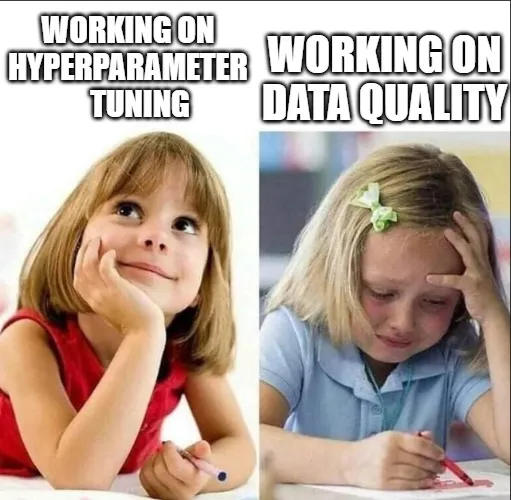 WORKING ON
HYPERPARAMETER
TUNING
WORKING ON
DATA QUALITY